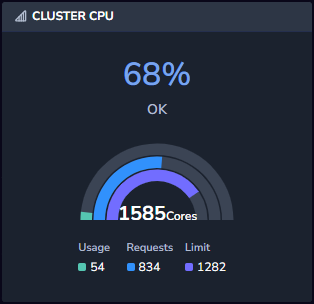 CLUSTER CPU
68%
OK
1585Cores
Usage Requests Limit
54 834 1282